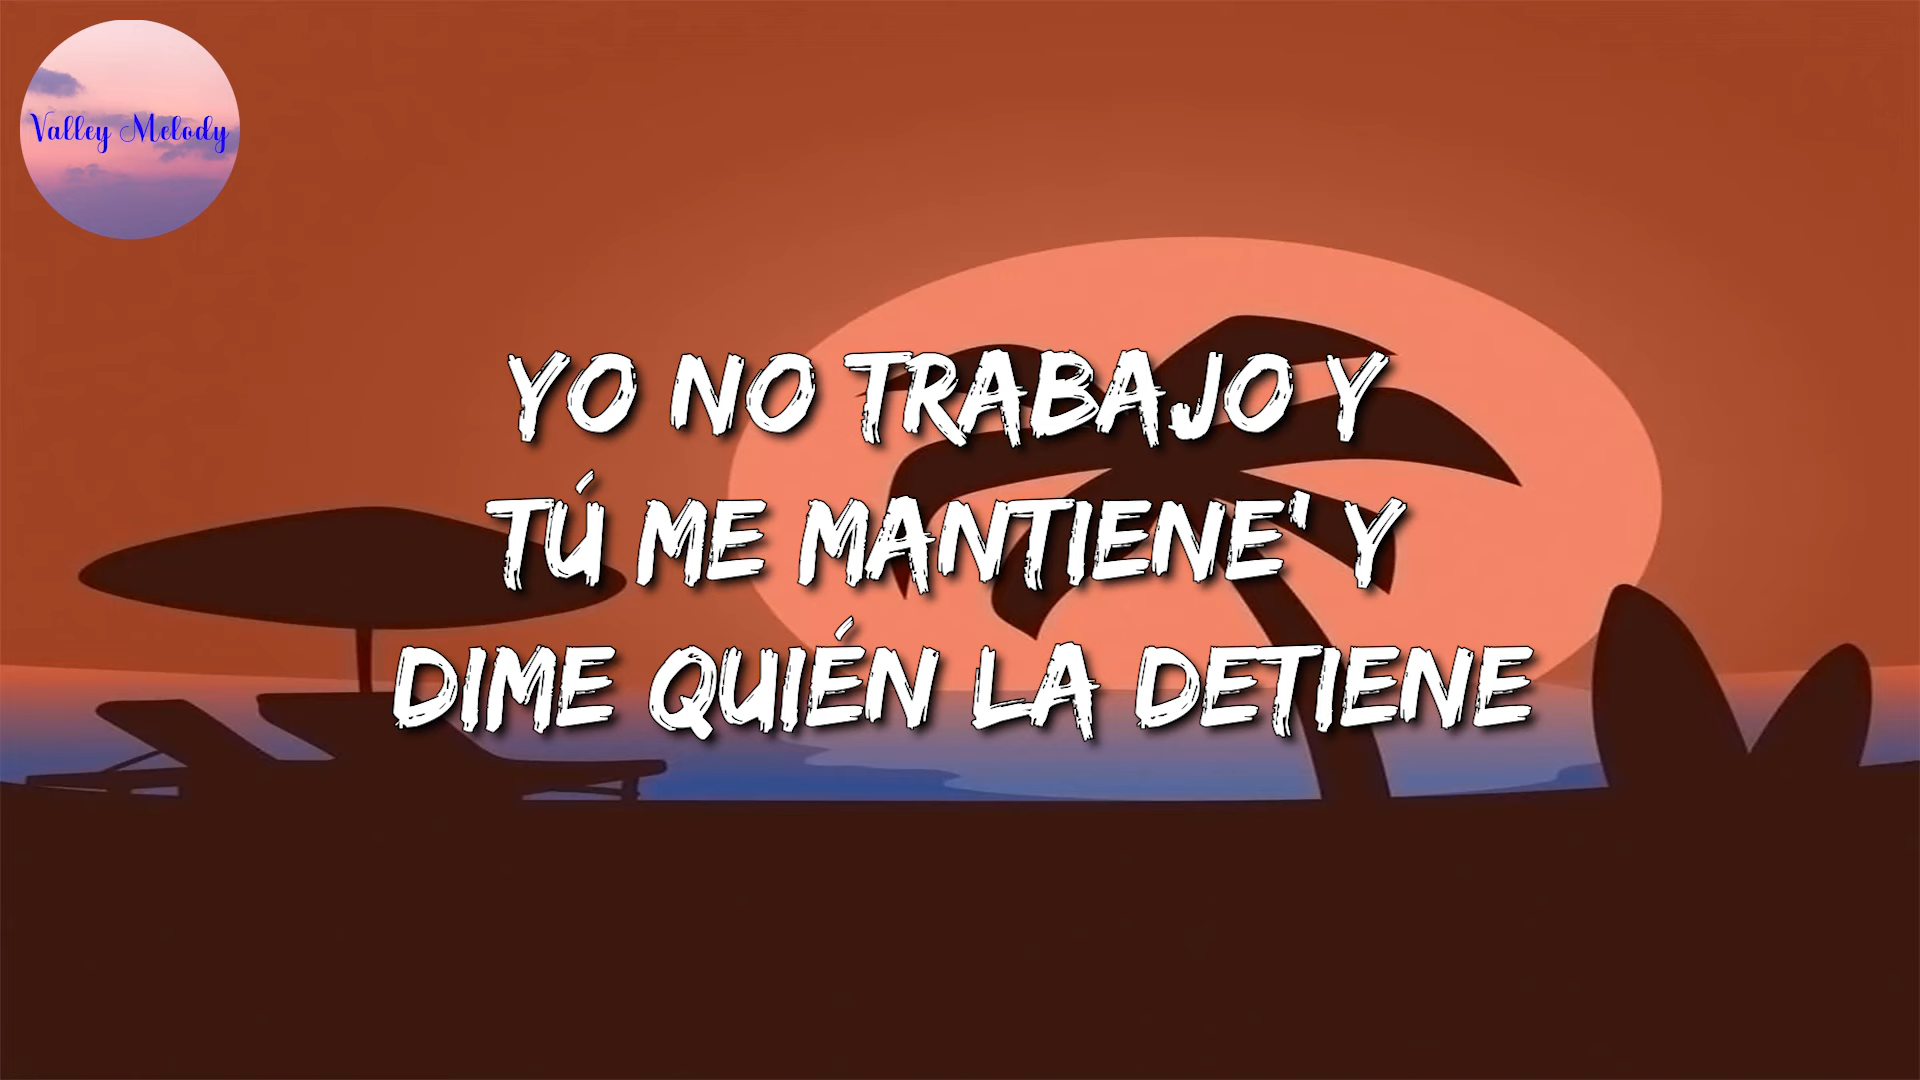 Valley Melody
YO NO TRABAJO Y
TÚ ME MANTIENE' Y
DIME QUIÉN LA DETIENE